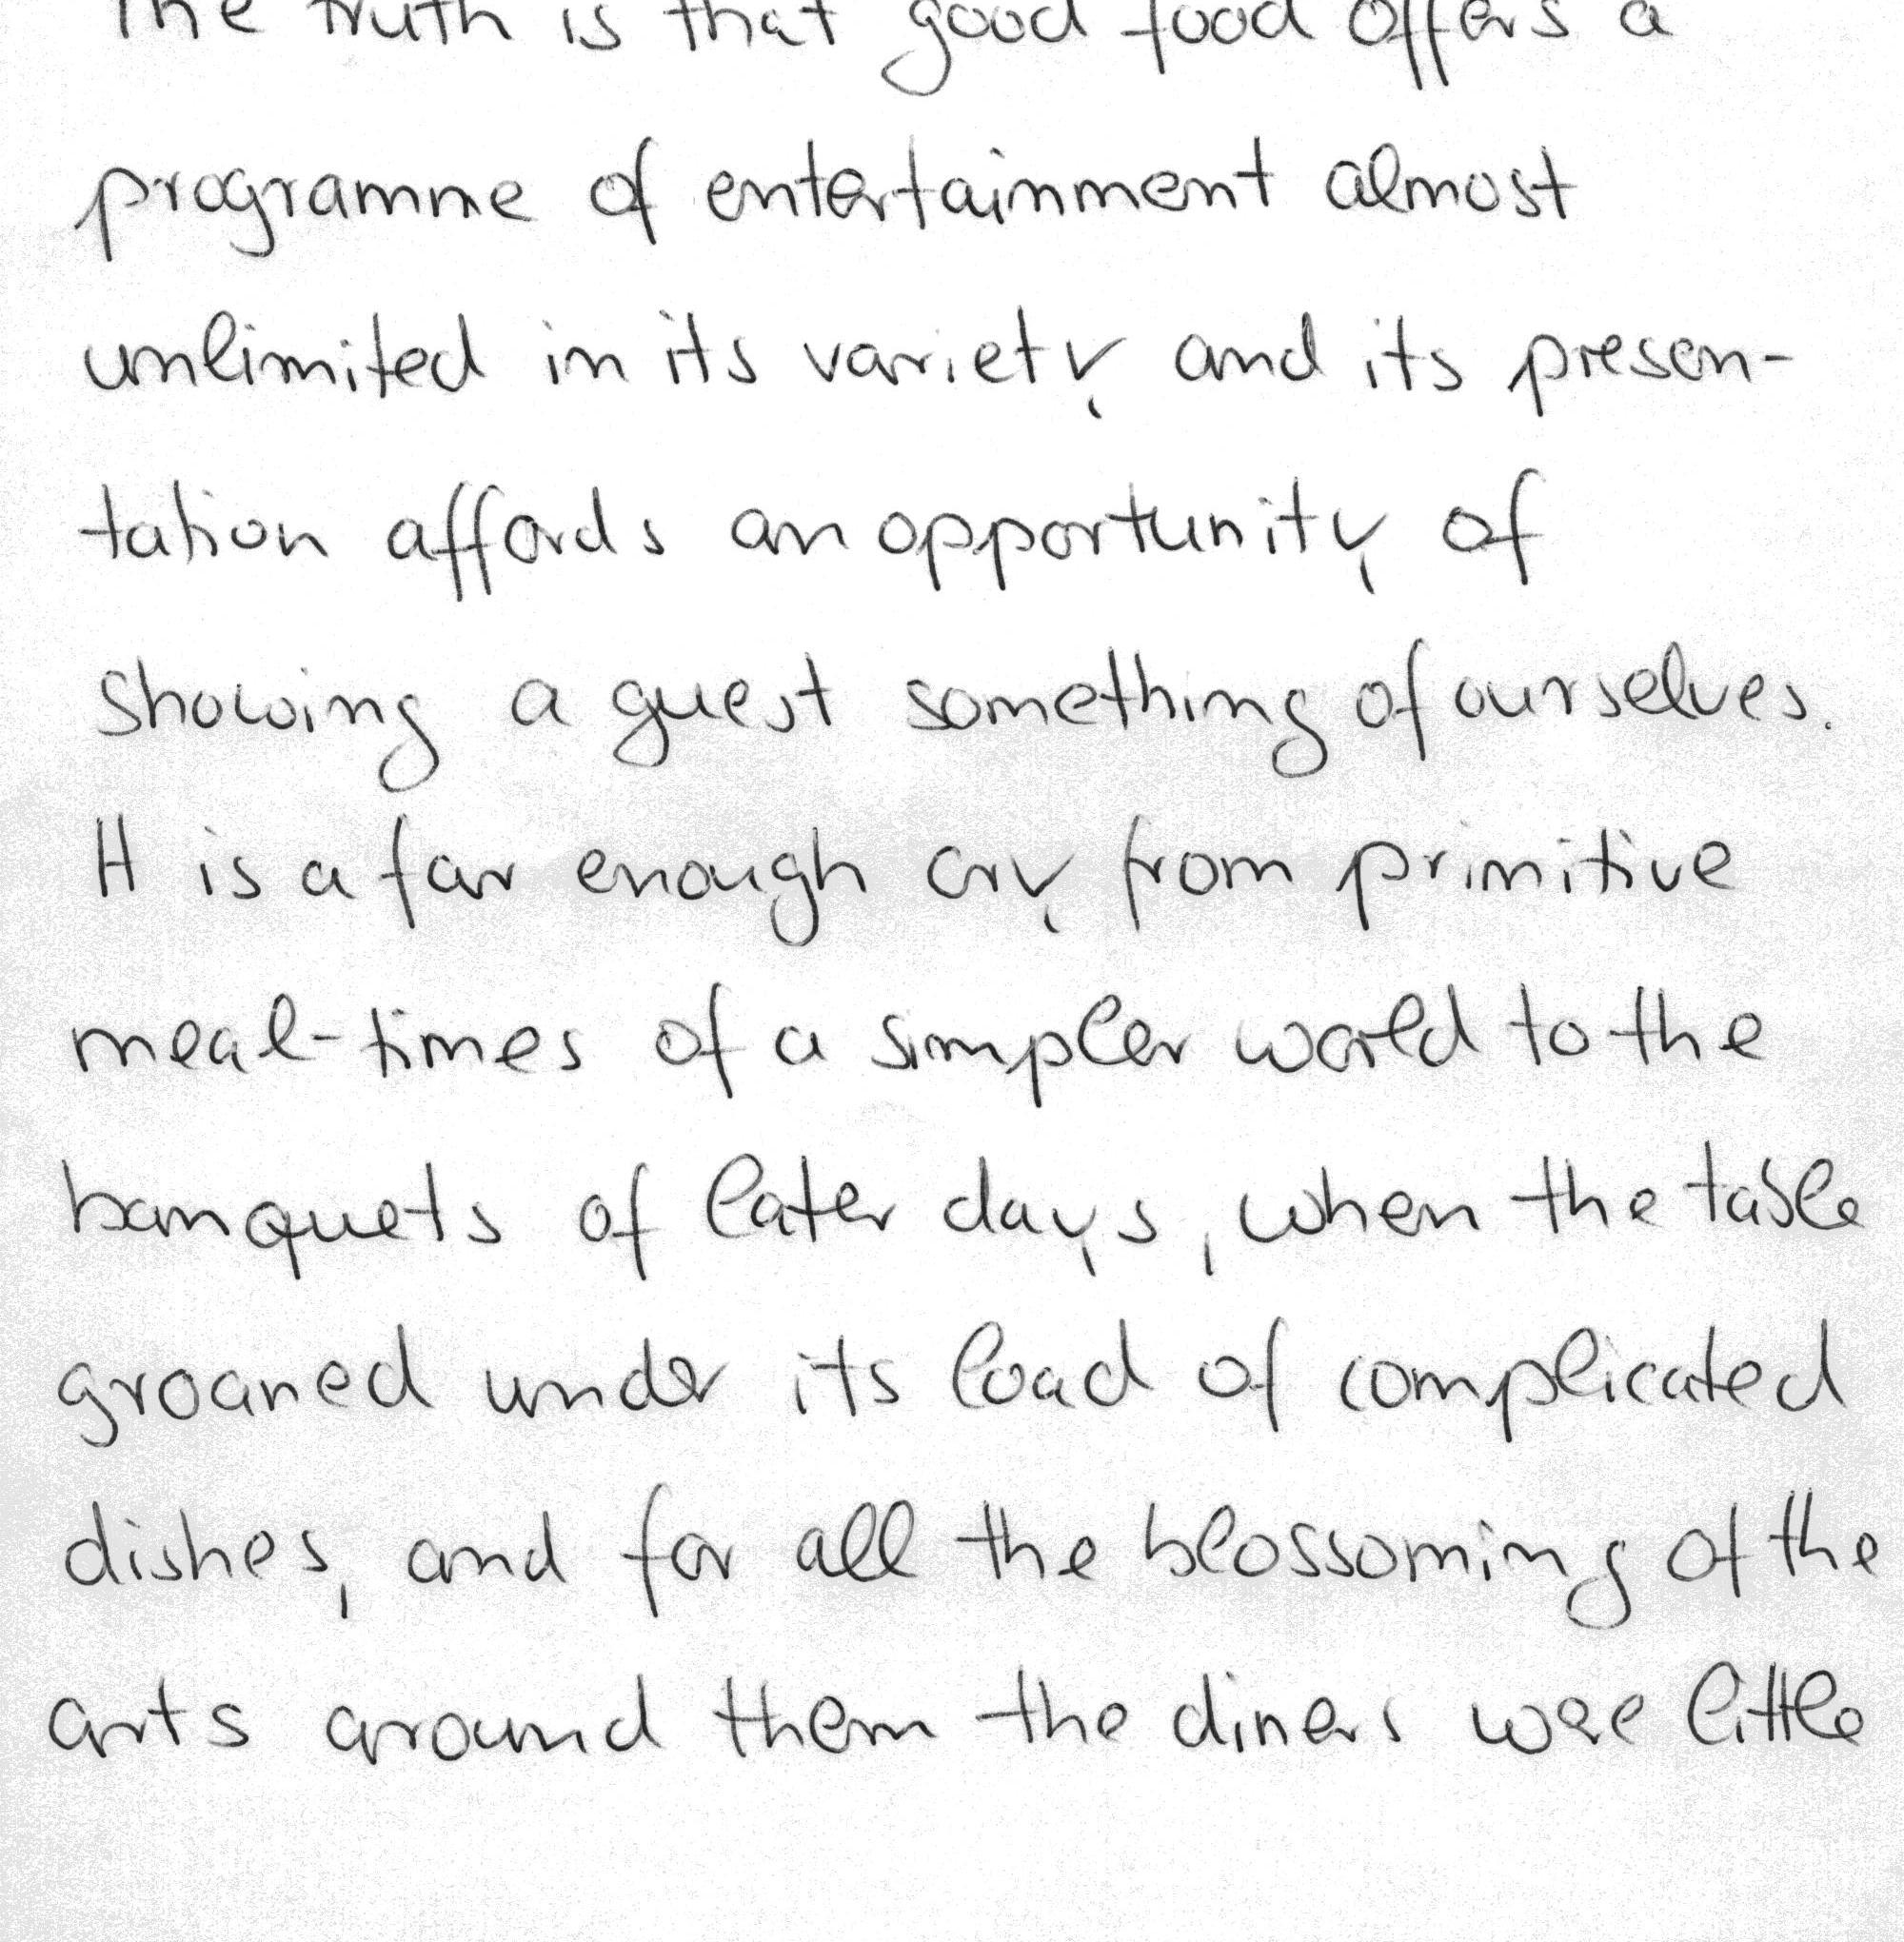 The truth is that good food offers a
programme of entertainment almost
unlimited in its variety and its presen-
tation affords an opportunity of
showing a guest something of ourselves.
It is a far enough cry from primitive
meal-times of a simpler world to the
banquets of later days, when the table
groaned under its load of complicated
dishes, and for all the blossoming of the
arts around them the diners were little